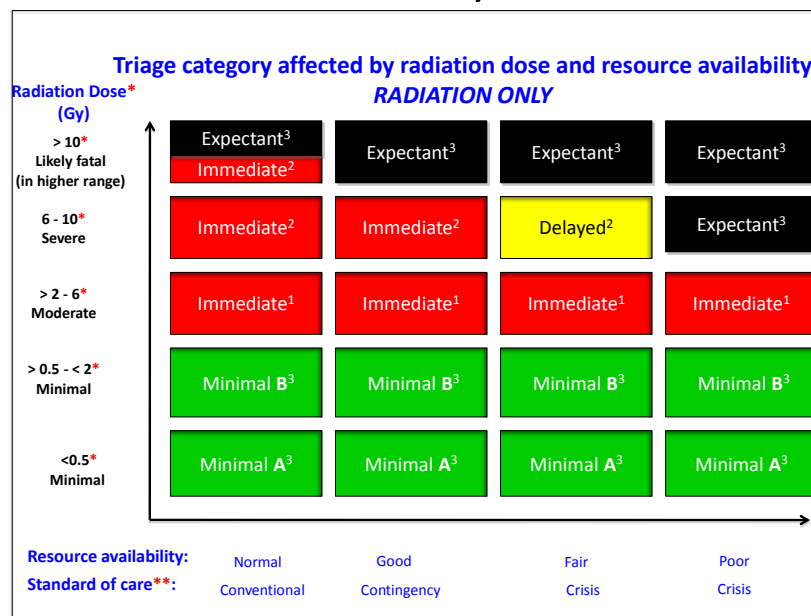 Triage category affected by radiation dose and resource availability
RADIATION ONLY
Radiation Dose*
(Gy)
> 10*
Likely fatal
(in higher range)
Expectant³
Immediate²
Expectant³
Expectant³
Expectant³
6 - 10*
Severe
Immediate²
Immediate²
Delayed²
Expectant³
> 2 - 6*
Moderate
Immediate¹
Immediate¹
Immediate¹
Immediate¹
> 0.5 - < 2*
Minimal
Minimal B³
Minimal B³
Minimal B³
Minimal B³
<0.5*
Minimal
Minimal A³
Minimal A³
Minimal A³
Minimal A³
Resource availability: Normal Good Fair Poor
Standard of care**: Conventional Contingency Crisis Crisis